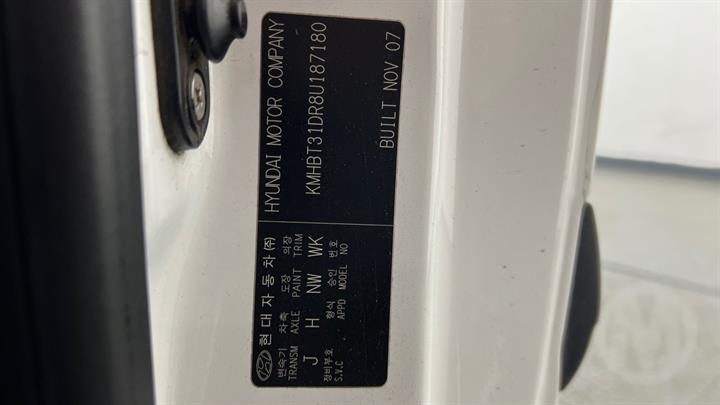 현대자동차(주) HYUNDAI MOTOR COMPANY
변속기 차축 도장 의장
TRANSM AXLE PAINT TRIM
J H NW WK
KMHBT31DR8U187180
장비부호 형식 승인 번호
S.V.C APPD MODEL NO
BUILT NOV 07